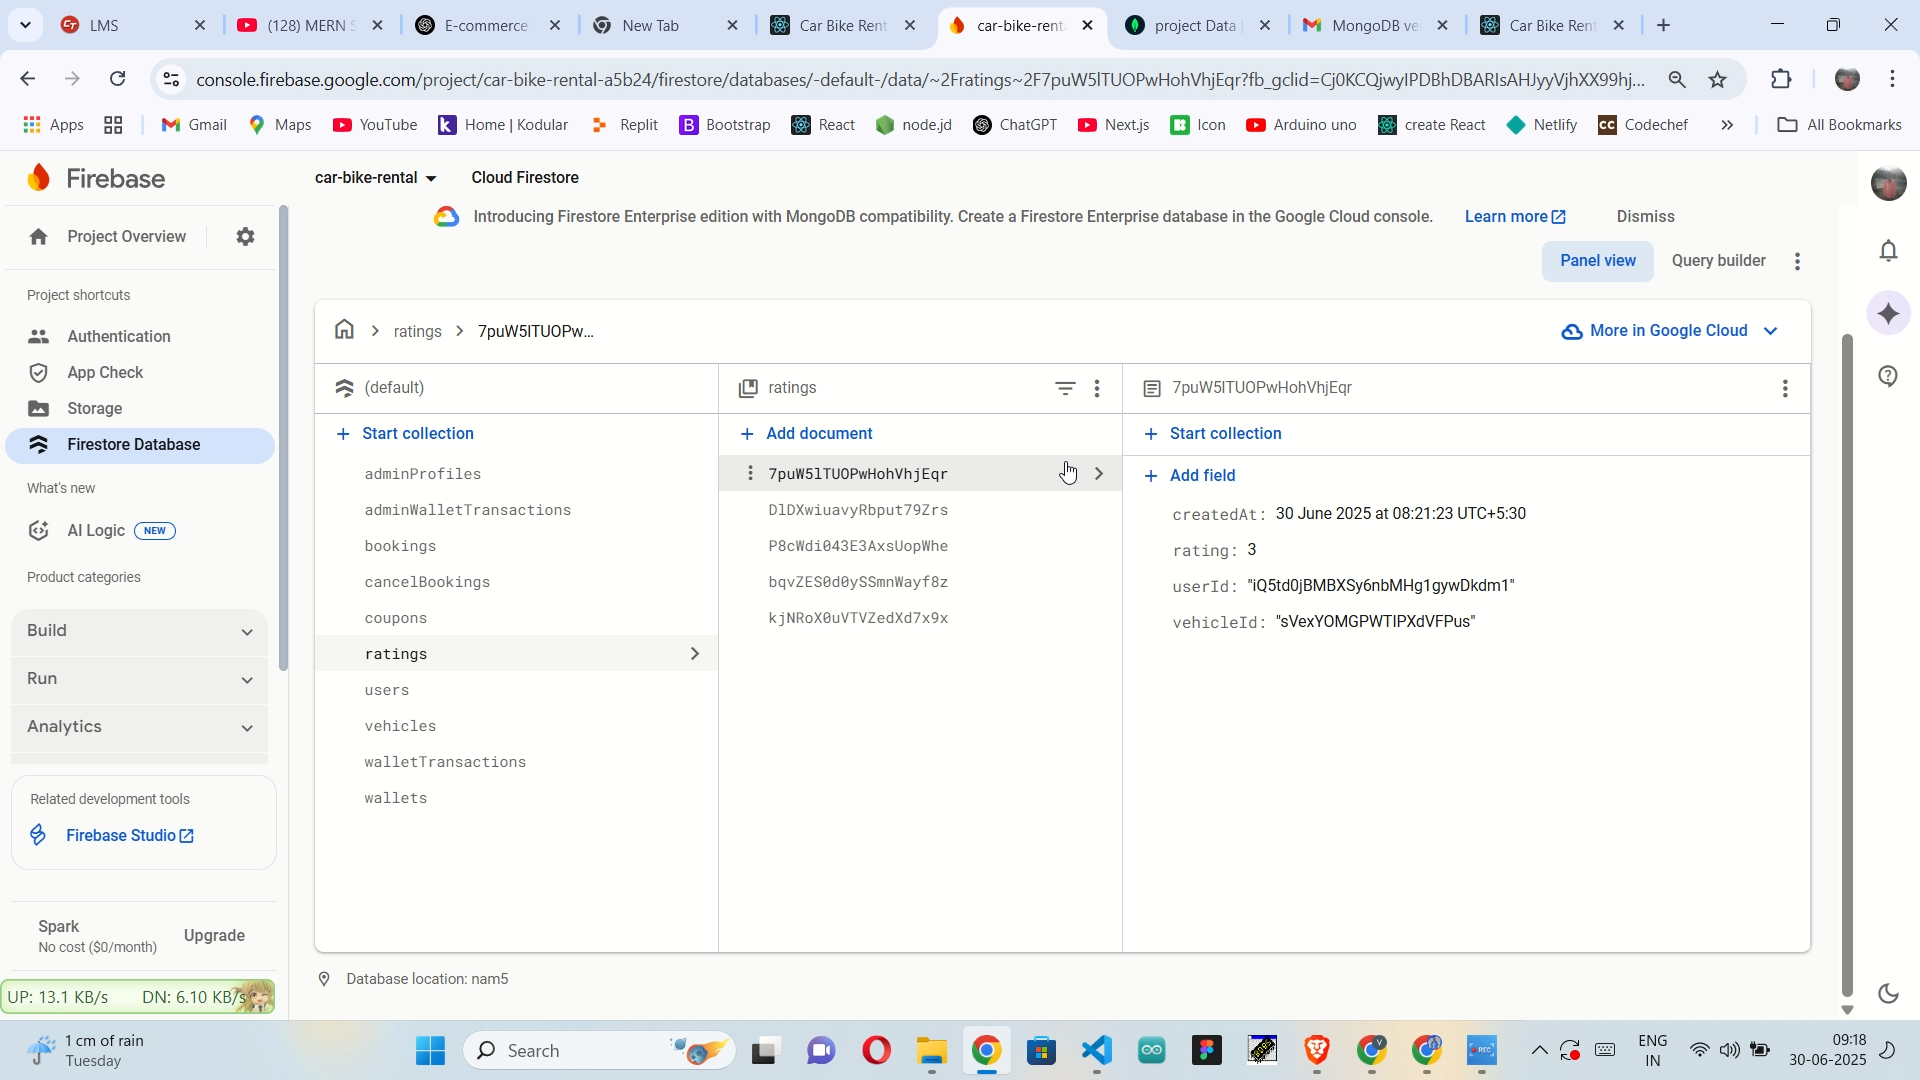 LMS
(128) MERN S
E-commerce
New Tab
Car Bike Rent
car-bike-rent
project Data
MongoDB ve
Car Bike Rent
console.firebase.google.com/project/car-bike-rental-a5b24/firestore/databases/-default-/data/~2Fratings~2F7puW5lTUOPwHohVhjEqr?fb_gclid=Cj0KCQjwyIPDBhDBARIsAHJyyVjhXX99hj...
Apps
Gmail
Maps
YouTube
Home | Kodular
Replit
Bootstrap
React
node.jd
ChatGPT
Next.js
Icon
Arduino uno
create React
Netlify
Codechef
All Bookmarks
Firebase
car-bike-rental
Cloud Firestore
Introducing Firestore Enterprise edition with MongoDB compatibility. Create a Firestore Enterprise database in the Google Cloud console.
Learn more
Dismiss
Project Overview
Panel view
Query builder
Project shortcuts
Authentication
App Check
Storage
Firestore Database
What's new
AI Logic NEW
Product categories
Build
Run
Analytics
Related development tools
Firebase Studio
Spark
No cost ($0/month)
Upgrade
ratings
7puW5lTUOPw...
More in Google Cloud
(default)
Start collection
adminProfiles
adminWalletTransactions
bookings
cancelBookings
coupons
ratings
users
vehicles
walletTransactions
wallets
ratings
Add document
7puW5lTUOPwHohVhjEqr
DlDXwiuavyRbput79Zrs
P8cWdi043E3AxsUopWhe
bqvZES0d0ySSmnWayf8z
kjNRoX0uVTVZedXd7x9x
7puW5lTUOPwHohVhjEqr
Start collection
Add field
createdAt: 30 June 2025 at 08:21:23 UTC+5:30
rating: 3
userId: "iQ5td0jBMBXSy6nbMHg1gywDkdm1"
vehicleId: "sVexYOMGPWTIPXdVFPus"
Database location: nam5
UP: 13.1 KB/s
DN: 6.10 KB/s
1 cm of rain
Tuesday
Search
REC
ENG
IN
09:18
30-06-2025